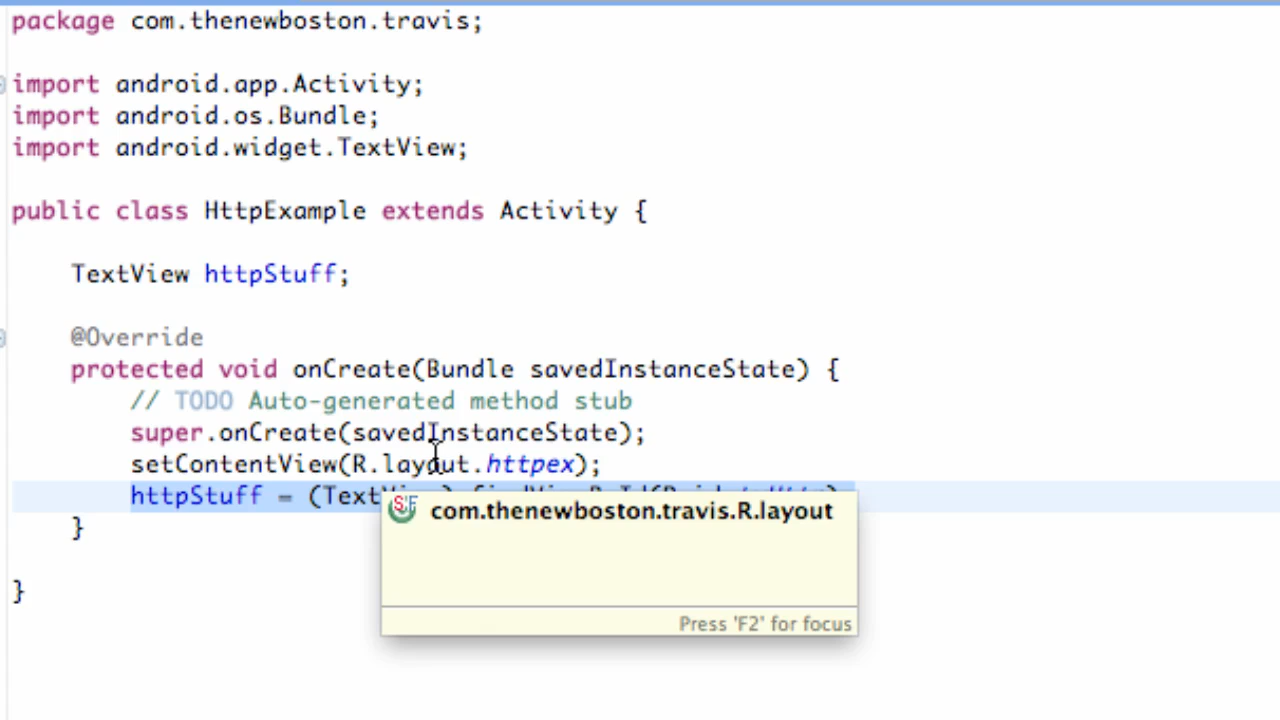 package com.thenewboston.travis;
import android.app.Activity;
import android.os.Bundle;
import android.widget.TextView;
public class HttpExample extends Activity {
TextView httpStuff;
@Override
protected void onCreate(Bundle savedInstanceState) {
// TODO Auto-generated method stub
super.onCreate(savedInstanceState);
setContentView(R.layout.httpex);
httpStuff = (TextView)
com.thenewboston.travis.R.layout
Press 'F2' for focus
}
}